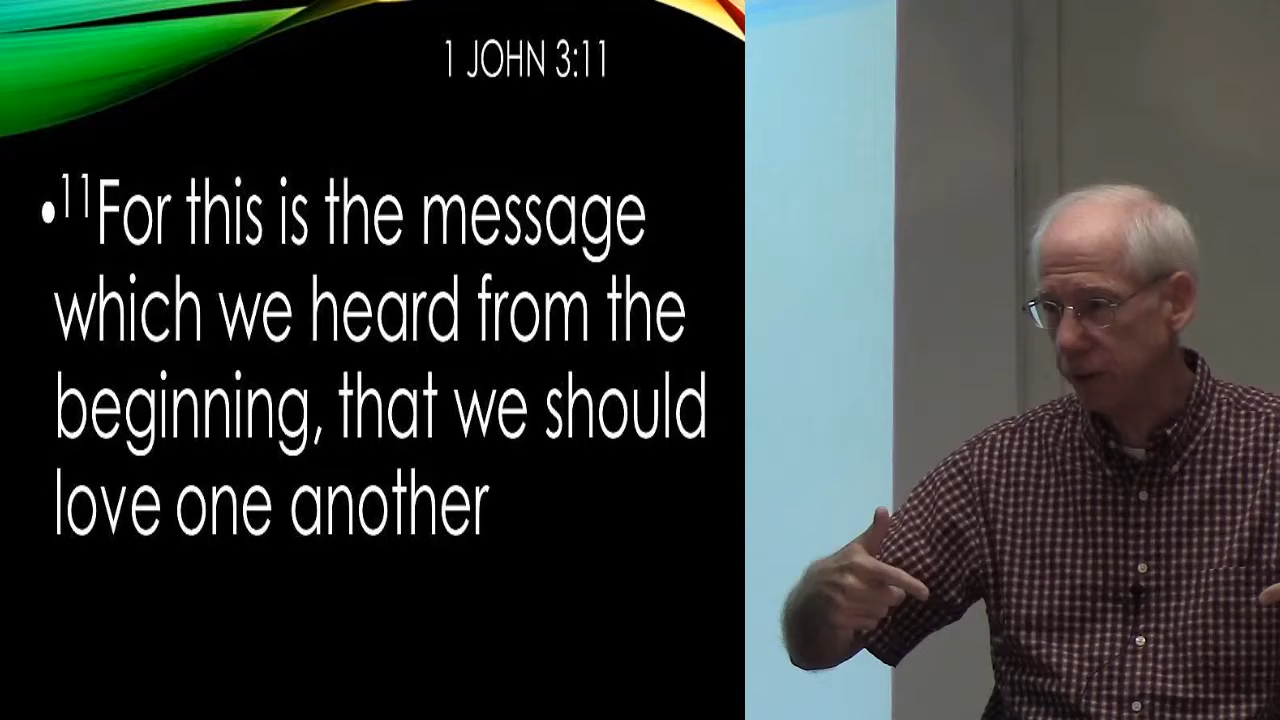 1 JOHN 3:11
•11For this is the message
which we heard from the
beginning, that we should
love one another